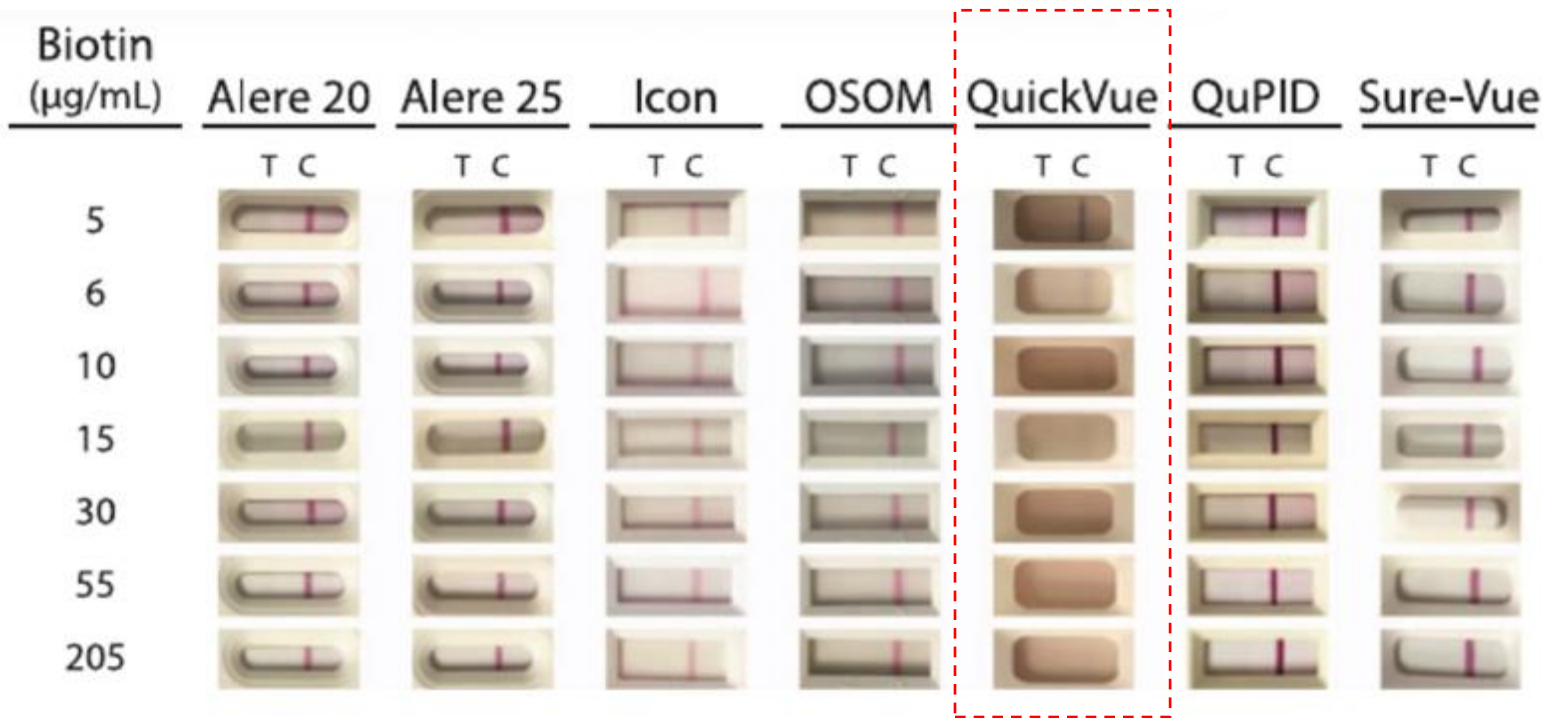 Biotin
(µg/mL) Alere 20 Alere 25 Icon OSOM QuickVue QuPID Sure-Vue
T C T C T C T C T C T C T C
5
6
10
15
30
55
205